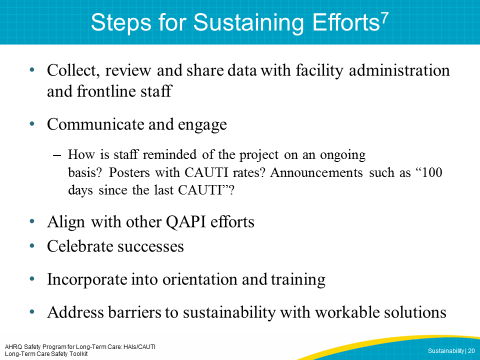 Steps for Sustaining Efforts7
• Collect, review and share data with facility administration
and frontline staff
• Communicate and engage
– How is staff reminded of the project on an ongoing
basis? Posters with CAUTI rates? Announcements such as “100
days since the last CAUTI”?
• Align with other QAPI efforts
• Celebrate successes
• Incorporate into orientation and training
• Address barriers to sustainability with workable solutions
AHRQ Safety Program for Long-Term Care: HAIs/CAUTI
Long-Term Care Safety Toolkit
Sustainability | 20